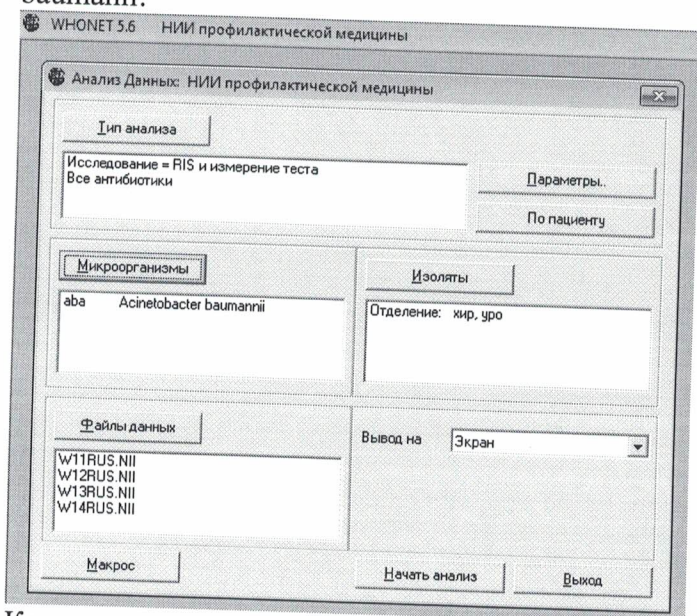 WHONET 5.6 НИИ профилактической медицины
Анализ Данных: НИИ профилактической медицины
Тип анализа
Исследование = RIS и измерение теста
Все антибиотики
Параметры..
По пациенту
Микроорганизмы
aba Acinetobacter baumannii
Изоляты
Отделение: хир, уро
Файлы данных
W11RUS.NII
W12RUS.NII
W13RUS.NII
W14RUS.NII
Вывод на Экран
Макрос
Начать анализ
Выход